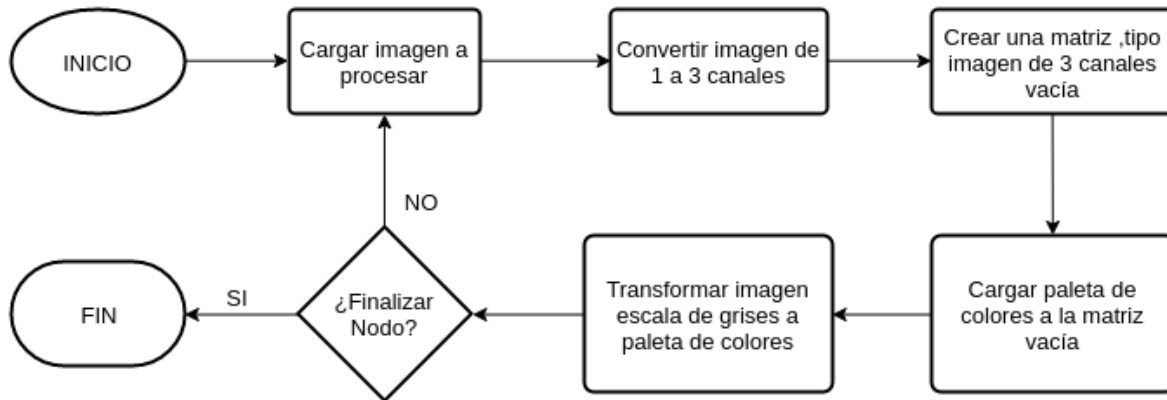 INICIO
Cargar imagen a
procesar
Convertir imagen de
1 a 3 canales
Crear una matriz ,tipo
imagen de 3 canales
vacía
Cargar paleta de
colores a la matriz
vacía
Transformar imagen
escala de grises a
paleta de colores
¿Finalizar
Nodo?
NO
SI
FIN